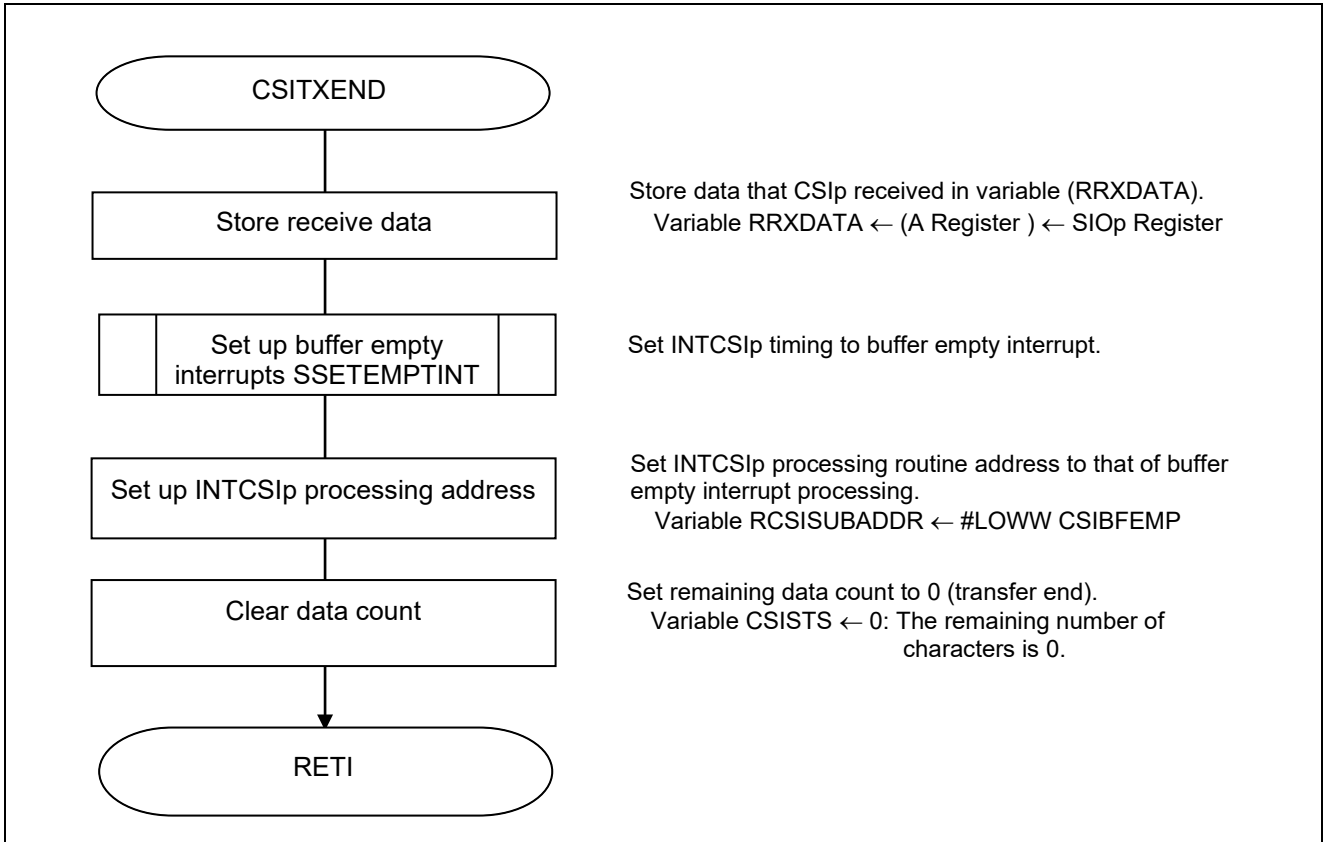 CSITXEND
Store receive data
Store data that CSIp received in variable (RRXDATA).
Variable RRXDATA ← (A Register ) ← SIOp Register
Set up buffer empty
interrupts SSETEMPTINT
Set INTCSIp timing to buffer empty interrupt.
Set up INTCSIp processing address
Set INTCSIp processing routine address to that of buffer
empty interrupt processing.
Variable RCSISUBADDR ← #LOWW CSIBFEMP
Clear data count
Set remaining data count to 0 (transfer end).
Variable CSISTS ← 0: The remaining number of
characters is 0.
RETI